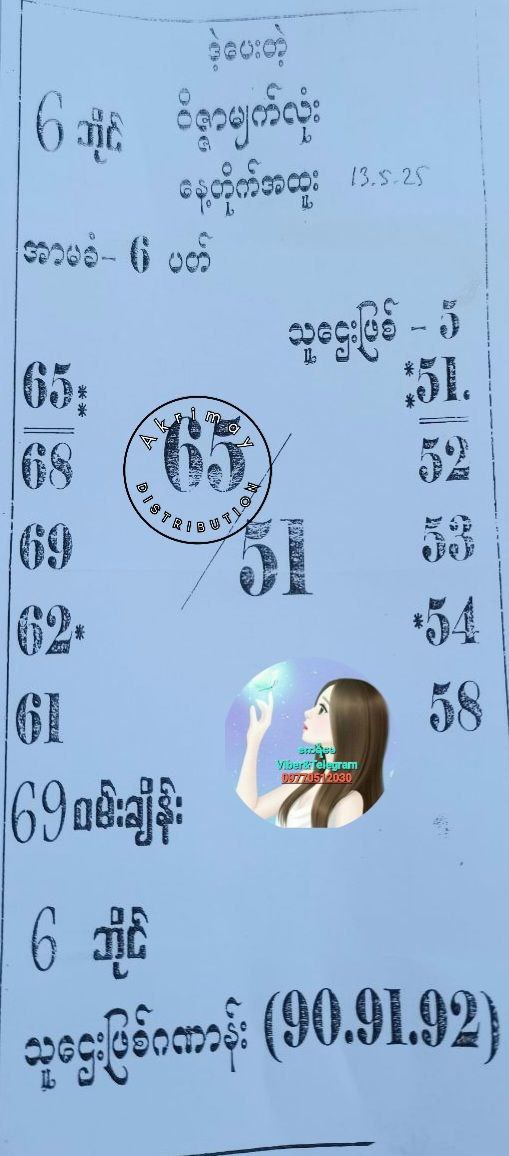 ဒဲ့ပေးတဲ့
6 ဘိုင် ဝိဇ္ဇာမျက်လုံး
နေ့တိုက်အထူး 13.5.25
အာမခံ- 6 ပတ်
သူဌေးဖြစ် - 5
65** **51.
68 52
69 53
62* *54
61 58
65
Akrimay
DISTRIBUTION
51
Viber&Telegram
09770512030
69 ဝမ်းချိန်း
6 ဘိုင်
သူဌေးဖြစ်ဂဏာန်း (90.91.92)